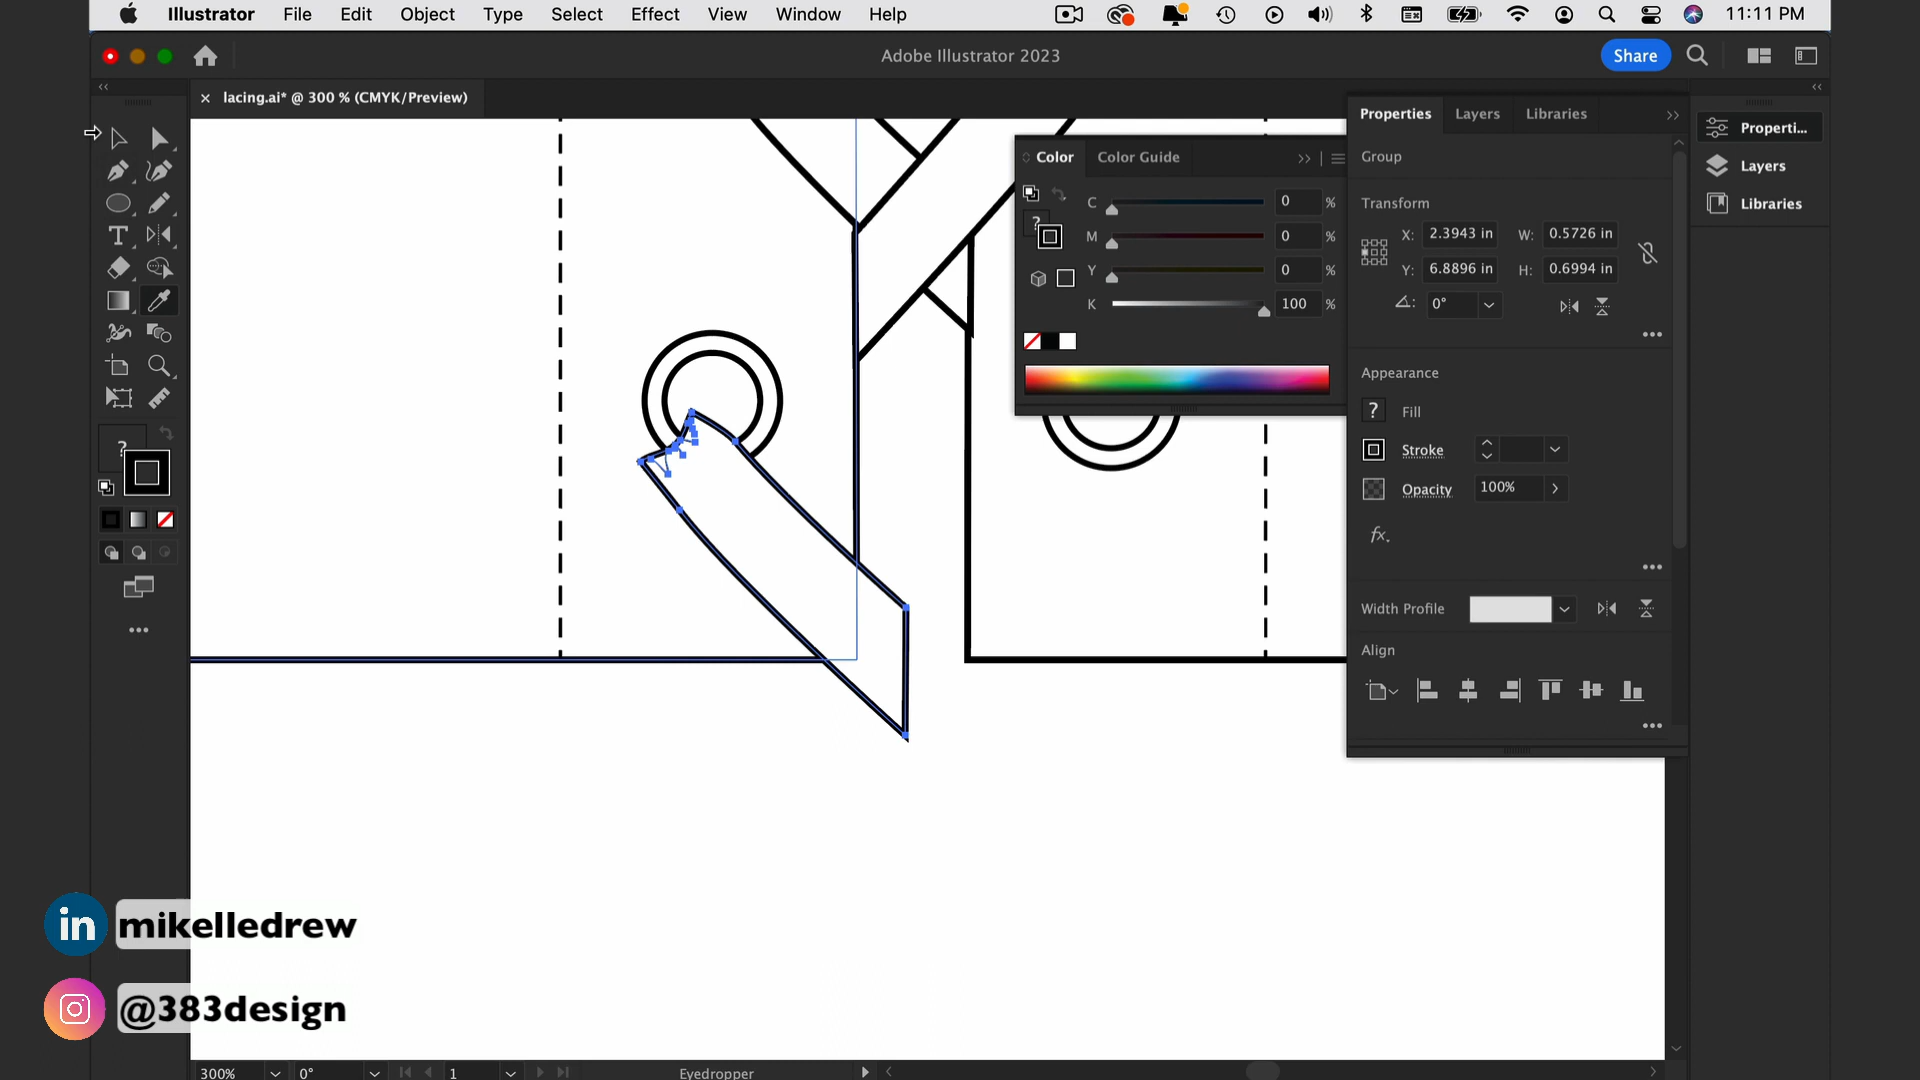 Illustrator File Edit Object Type Select Effect View Window Help 11:11 PM
Adobe Illustrator 2023
Share
lacing.ai* @ 300 % (CMYK/Preview)
Properties Layers Libraries
Properti...
Layers
Libraries
Group
Transform
X: 2.3943 in W: 0.5726 in
Y: 6.8896 in H: 0.6994 in
0°
Color Color Guide
C 0 %
M 0 %
Y 0 %
K 100 %
?
?
?
T
Appearance
? Fill
Stroke
Opacity 100%
fx.
Width Profile
Align
in mikelledrew
@383design
300% 0° 1 Eyedropper